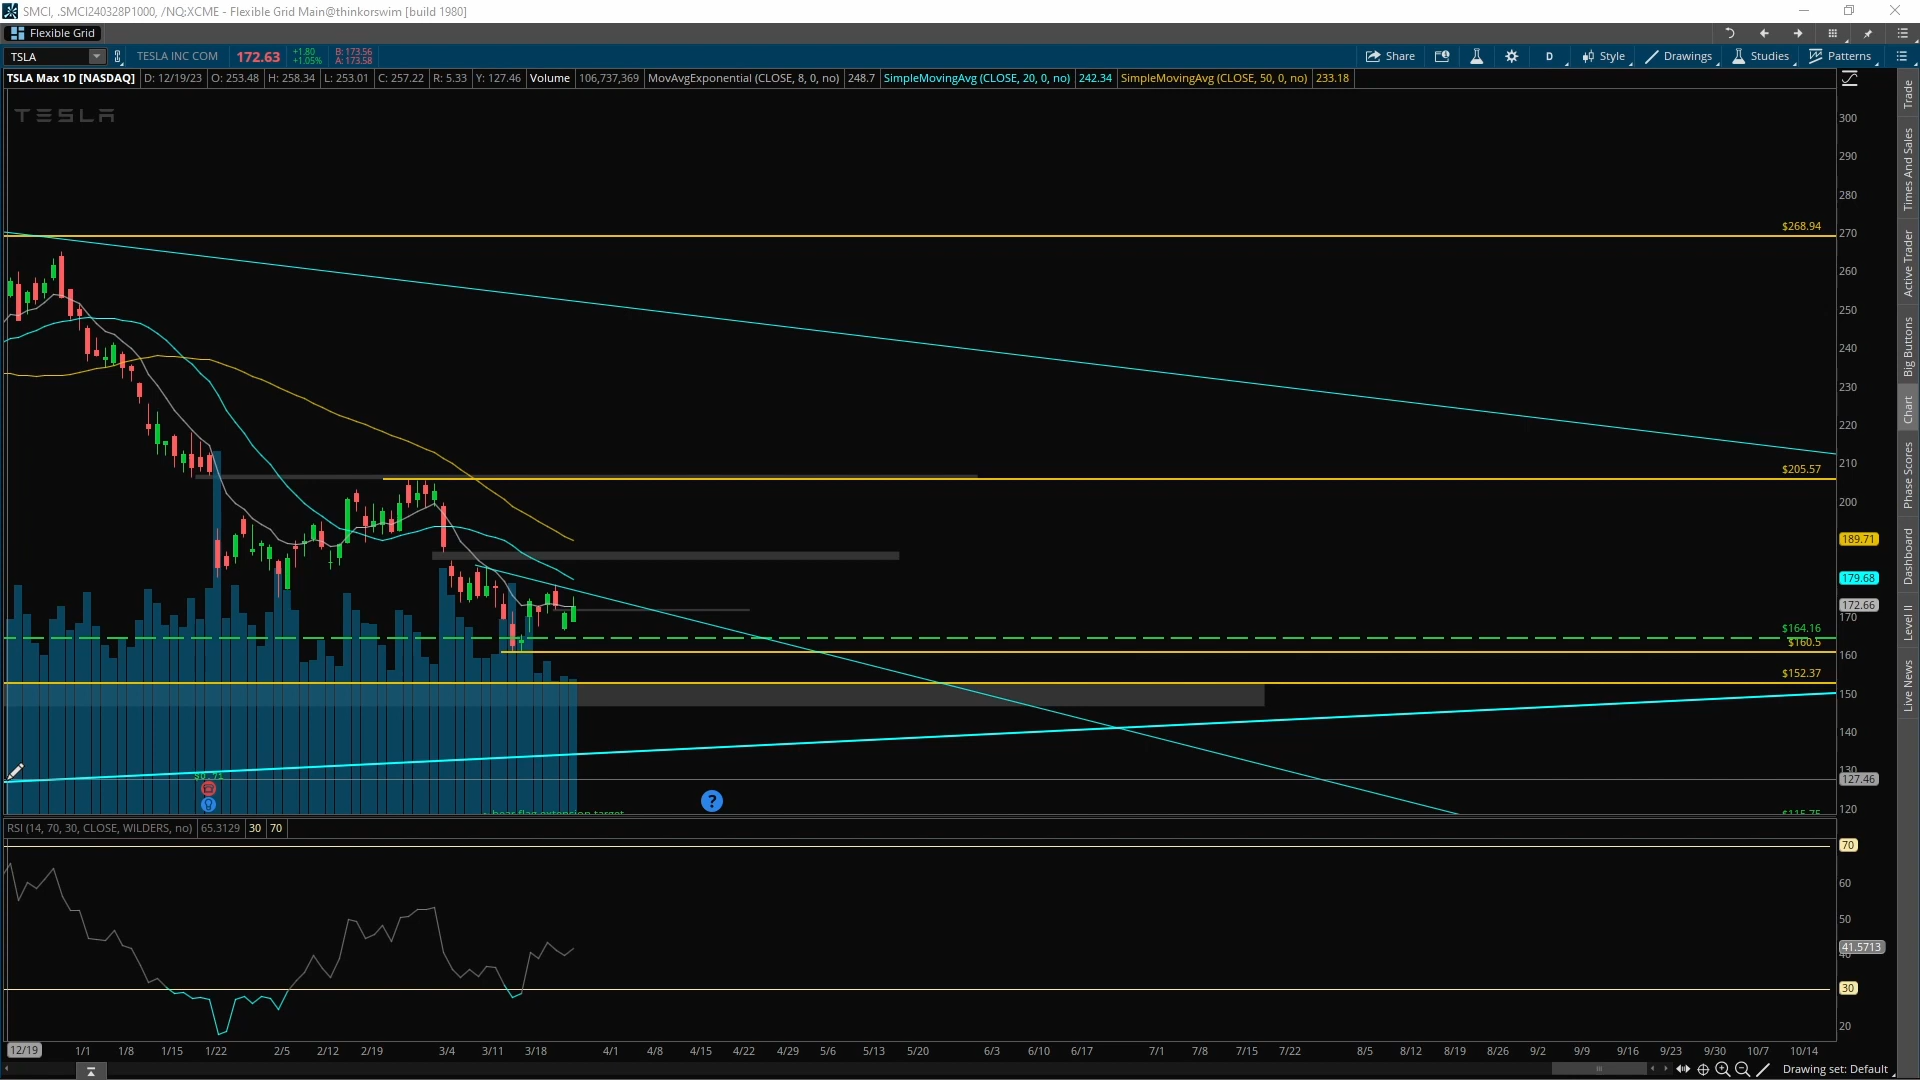 SMCI, .SMCI240328P1000, /NQ:XCME - Flexible Grid Main@thinkorswim [build 1980]
Flexible Grid
TSLA TESLA INC COM 172.63 +1.80 +1.05% B: 173.56 A: 173.58 Share D Style Drawings Studies Patterns
TSLA Max 1D [NASDAQ] D: 12/19/23 O: 253.48 H: 258.34 L: 253.01 C: 257.22 R: 5.33 Y: 127.46 Volume 106,737,369 MovAvgExponential (CLOSE, 8, 0, no) 248.7 SimpleMovingAvg (CLOSE, 20, 0, no) 242.34 SimpleMovingAvg (CLOSE, 50, 0, no) 233.18
TESLA
300
290
280
$268.94
270
260
250
240
230
220
210
$205.57
200
189.71
179.68
172.66
170
$164.16
$160.5
160
$152.37
150
140
130
127.46
120
$115.75
$0.71
?
bear flag extension target
RSI (14, 70, 30, CLOSE, WILDERS, no) 65.3129 30 70
70
60
50
41.5713
40
30
20
12/19 1/1 1/8 1/15 1/22 2/5 2/12 2/19 3/4 3/11 3/18 4/1 4/8 4/15 4/22 4/29 5/6 5/13 5/20 6/3 6/10 6/17 7/1 7/8 7/15 7/22 8/5 8/12 8/19 8/26 9/2 9/9 9/16 9/23 9/30 10/7 10/14
Drawing set: Default
Trade
Times And Sales
Active Trader
Big Buttons
Chart
Phase Scores
Dashboard
Level II
Live News